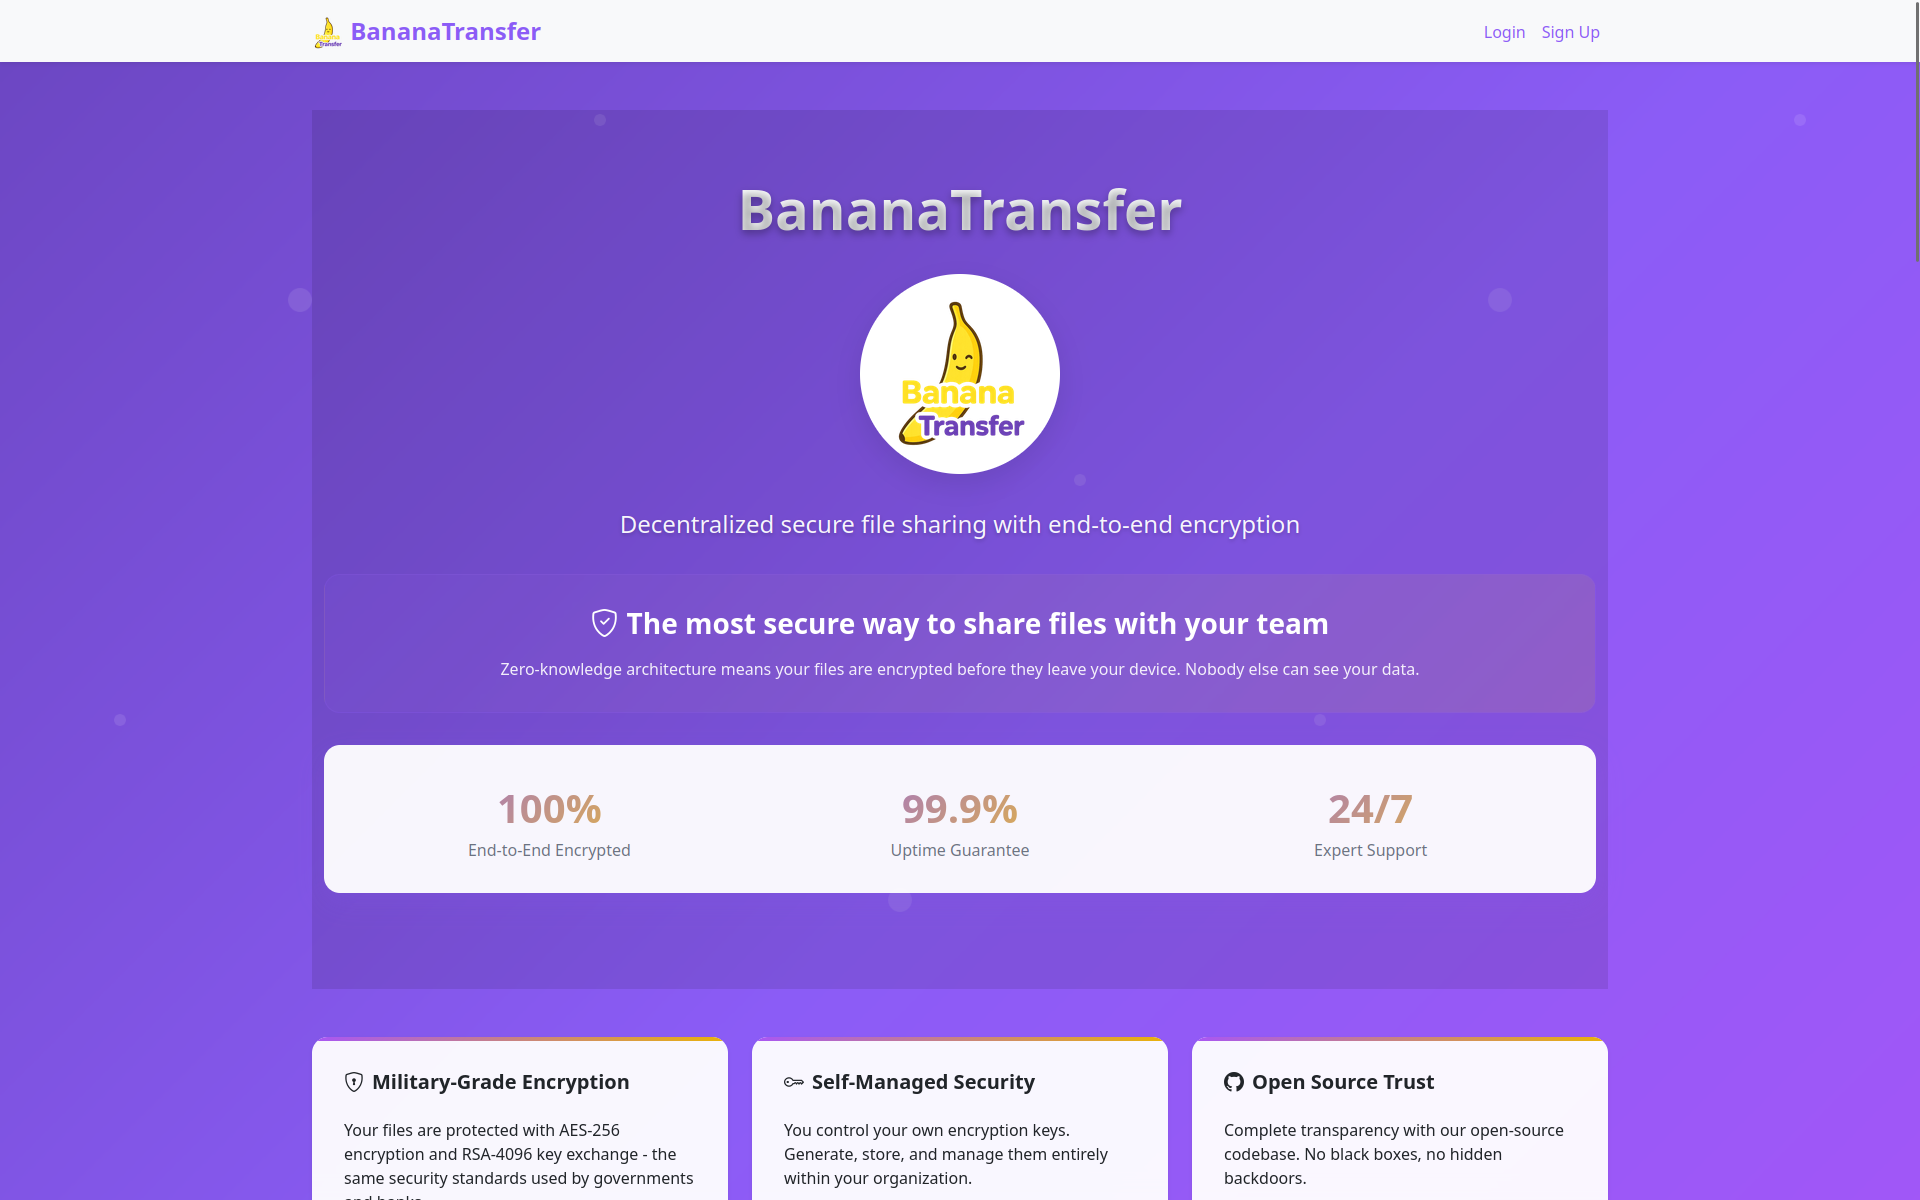 BananaTransfer
Login
Sign Up
BananaTransfer
Banana
Transfer
Decentralized secure file sharing with end-to-end encryption
The most secure way to share files with your team
Zero-knowledge architecture means your files are encrypted before they leave your device. Nobody else can see your data.
100%
End-to-End Encrypted
99.9%
Uptime Guarantee
24/7
Expert Support
Military-Grade Encryption
Your files are protected with AES-256
encryption and RSA-4096 key exchange - the
same security standards used by governments
Self-Managed Security
You control your own encryption keys.
Generate, store, and manage them entirely
within your organization.
Open Source Trust
Complete transparency with our open-source
codebase. No black boxes, no hidden
backdoors.